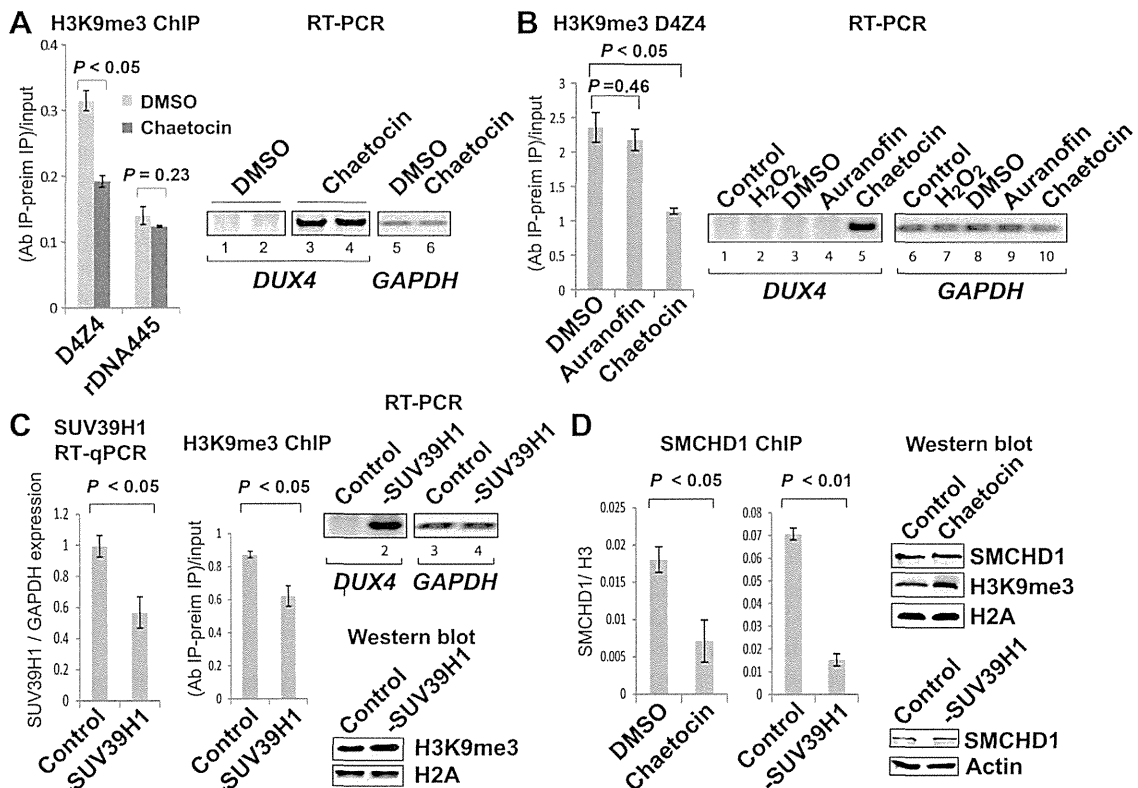 A
H3K9me3 ChIP
RT-PCR
(Ab IP-preim IP)/input
0.4
0.3
0.2
0.1
0
P < 0.05
P = 0.23
DMSO
Chaetocin
D4Z4
rDNA445
DMSO
Chaetocin
DMSO
Chaetocin
1 2 3 4 5 6
DUX4
GAPDH
B
H3K9me3 D4Z4
RT-PCR
P < 0.05
P =0.46
(Ab IP-preim IP)/input
2.5
2
1.5
1
0.5
0
DMSO
Auranofin
Chaetocin
Control
H2O2
DMSO
Auranofin
Chaetocin
Control
H2O2
DMSO
Auranofin
Chaetocin
1 2 3 4 5 6 7 8 9 10
DUX4
GAPDH
C
SUV39H1
RT-qPCR
P < 0.05
SUV39H1 / GAPDH expression
1.2
1
0.8
0.6
0.4
0.2
0
Control
-SUV39H1
H3K9me3 ChIP
P < 0.05
(Ab IP-preim IP)/input
1
0.8
0.6
0.4
0.2
0
Control
-SUV39H1
RT-PCR
Control
-SUV39H1
Control
-SUV39H1
2 3 4
DUX4
GAPDH
Western blot
Control
-SUV39H1
H3K9me3
H2A
D
SMCHD1 ChIP
P < 0.05
SMCHD1/ H3
0.025
0.02
0.015
0.01
0.005
0
DMSO
Chaetocin
P < 0.01
0.08
0.07
0.06
0.05
0.04
0.03
0.02
0.01
0
Control
-SUV39H1
Western blot
Control
Chaetocin
SMCHD1
H3K9me3
H2A
Control
-SUV39H1
SMCHD1
Actin